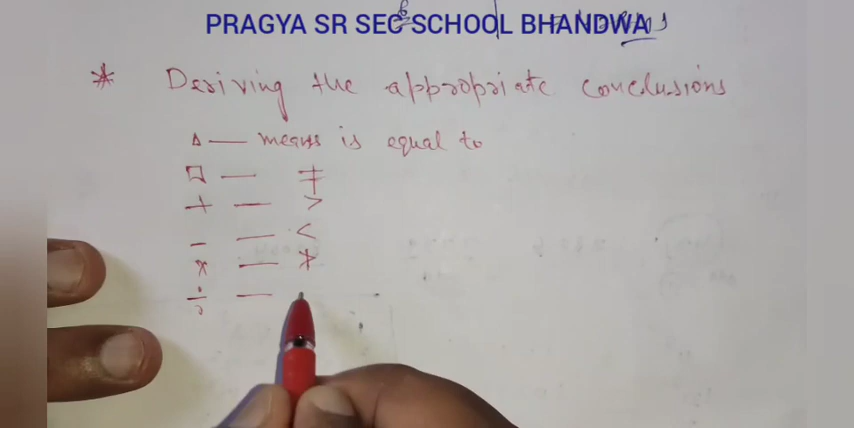 PRAGYA SR SEC SCHOOL BHANDWA
* Deriving the appropriate conclusions
△ — means is equal to
□ — ≠
+ — >
- — <
× — ≯
÷ —